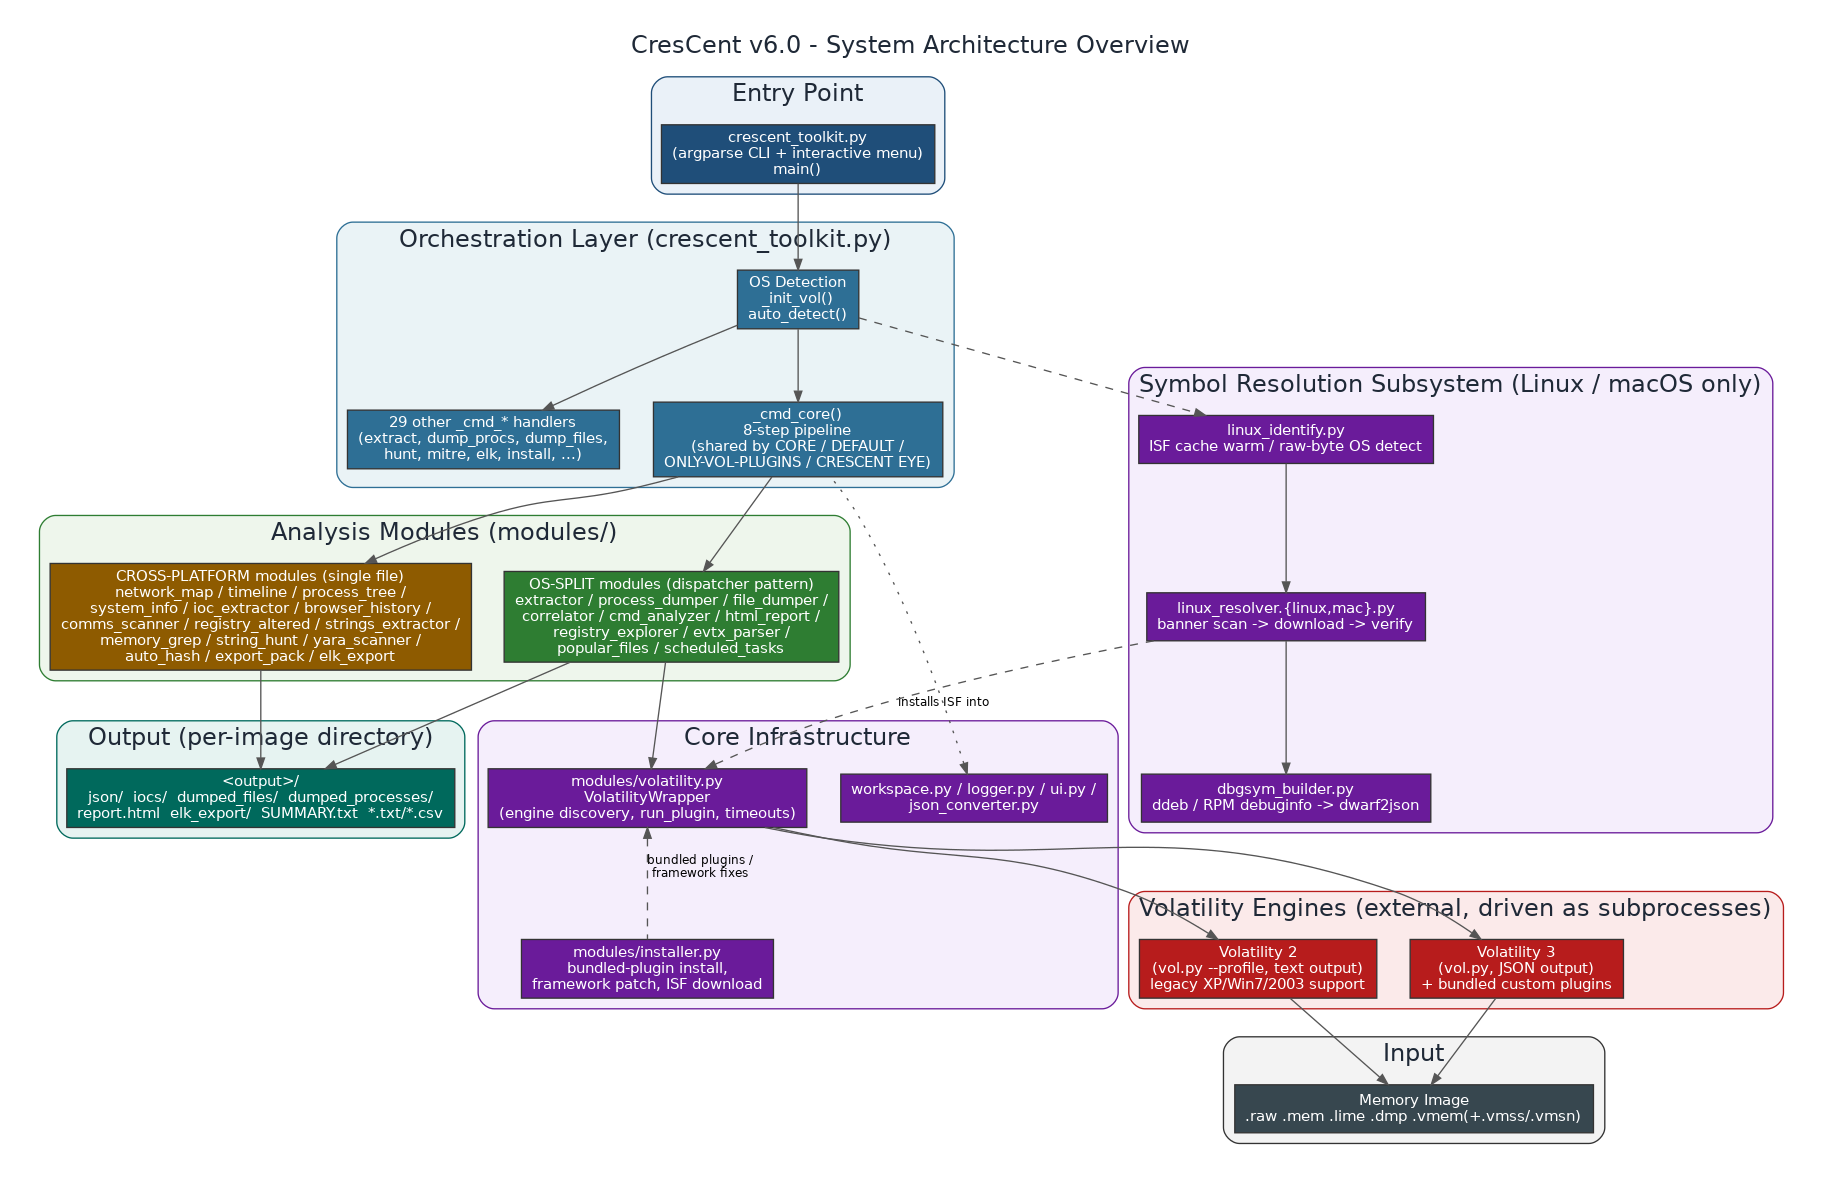 CresCent v6.0 - System Architecture Overview
Entry Point
crescent_toolkit.py
(argparse CLI + interactive menu)
main()
Orchestration Layer (crescent_toolkit.py)
OS Detection
_init_vol()
auto_detect()
29 other _cmd_* handlers
(extract, dump_procs, dump_files,
hunt, mitre, elk, install, ...)
_cmd_core()
8-step pipeline
(shared by CORE / DEFAULT /
ONLY-VOL-PLUGINS / CRESCENT EYE)
Symbol Resolution Subsystem (Linux / macOS only)
linux_identify.py
ISF cache warm / raw-byte OS detect
linux_resolver.{linux,mac}.py
banner scan -> download -> verify
dbgsym_builder.py
ddeb / RPM debuginfo -> dwarf2json
Analysis Modules (modules/)
CROSS-PLATFORM modules (single file)
network_map / timeline / process_tree /
system_info / ioc_extractor / browser_history /
comms_scanner / registry_altered / strings_extractor /
memory_grep / string_hunt / yara_scanner /
auto_hash / export_pack / elk_export
OS-SPLIT modules (dispatcher pattern)
extractor / process_dumper / file_dumper /
correlator / cmd_analyzer / html_report /
registry_explorer / evtx_parser /
popular_files / scheduled_tasks
installs ISF into
Output (per-image directory)
<output>/
json/  iocs/  dumped_files/  dumped_processes/
report.html  elk_export/  SUMMARY.txt  *.txt/*.csv
Core Infrastructure
modules/volatility.py
VolatilityWrapper
(engine discovery, run_plugin, timeouts)
workspace.py / logger.py / ui.py /
json_converter.py
bundled plugins /
framework fixes
modules/installer.py
bundled-plugin install,
framework patch, ISF download
Volatility Engines (external, driven as subprocesses)
Volatility 2
(vol.py --profile, text output)
legacy XP/Win7/2003 support
Volatility 3
(vol.py, JSON output)
+ bundled custom plugins
Input
Memory Image
.raw .mem .lime .dmp .vmem(+.vmss/.vmsn)